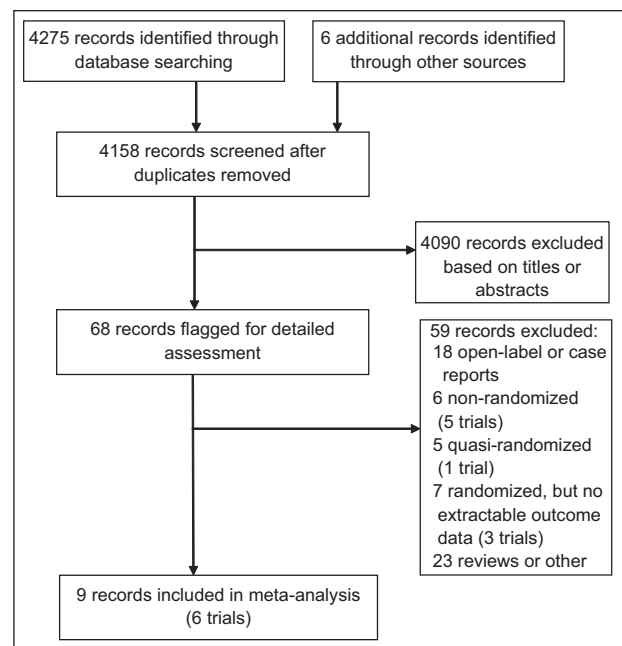 4275 records identified through
database searching
6 additional records identified
through other sources
4158 records screened after
duplicates removed
4090 records excluded
based on titles or
abstracts
68 records flagged for detailed
assessment
59 records excluded:
18 open-label or case
reports
6 non-randomized
(5 trials)
5 quasi-randomized
(1 trial)
7 randomized, but no
extractable outcome
data (3 trials)
23 reviews or other
9 records included in meta-analysis
(6 trials)